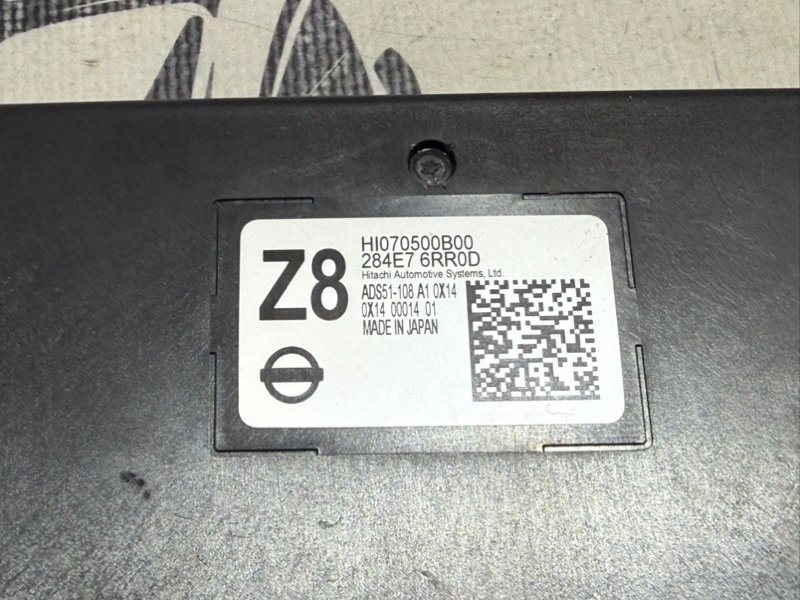 Z8
HI070500B00
284E7 6RR0D
Hitachi Automotive Systems, Ltd.
ADS51-108 A1 0X14
0X14 00014 01
MADE IN JAPAN